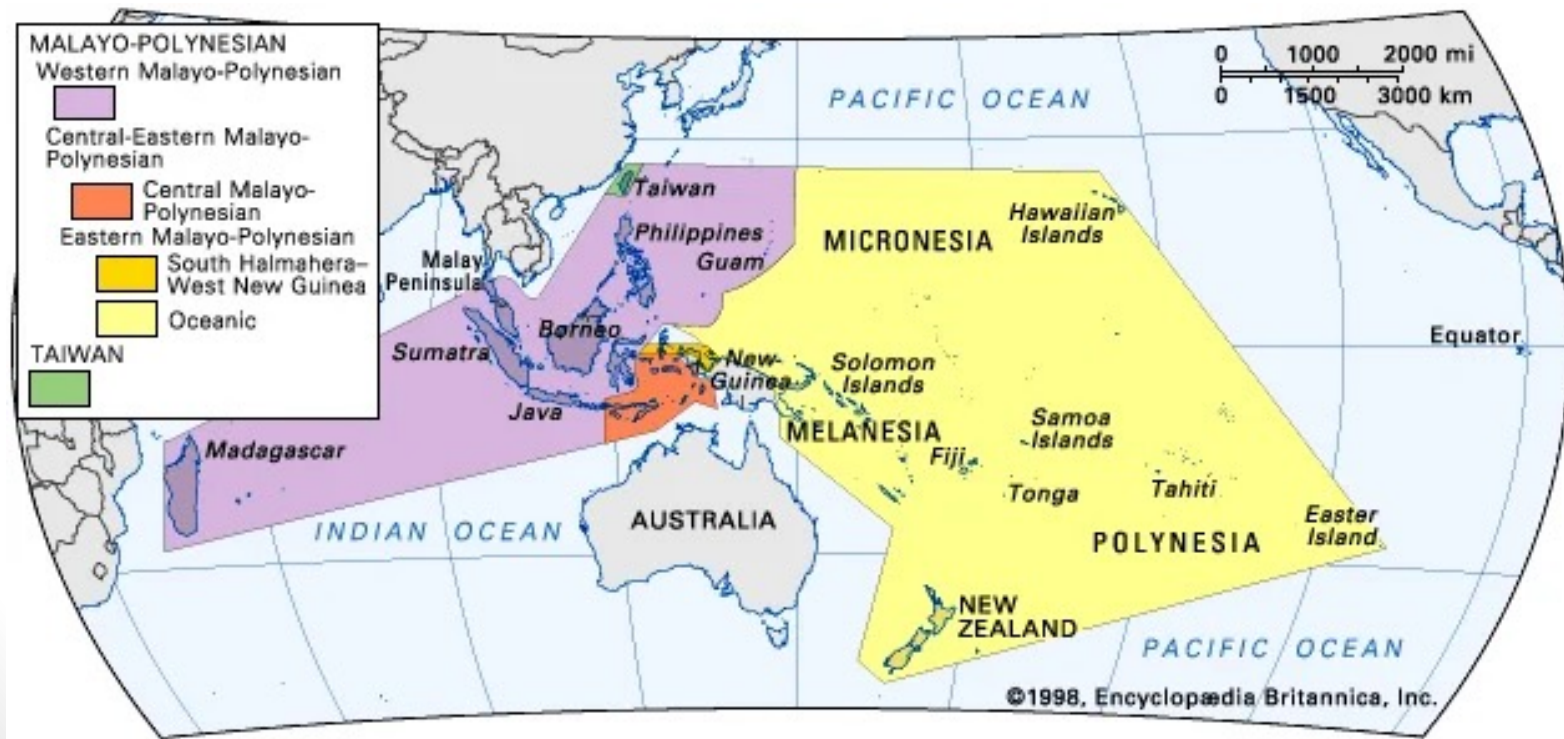 MALAYO-POLYNESIAN
Western Malayo-Polynesian
Central-Eastern Malayo-
Polynesian
Central Malayo-
Polynesian
Eastern Malayo-Polynesian
South Halmahera–
West New Guinea
Oceanic
TAIWAN
0 1000 2000 mi
0 1500 3000 km
PACIFIC OCEAN
Taiwan
Philippines
Guam
Malay
Peninsula
MICRONESIA
Hawaiian
Islands
Borneo
Sumatra
Equator
New
Guinea
Solomon
Islands
Java
MELANESIA
Samoa
Islands
Madagascar
Fiji
Tonga
Tahiti
Easter
Island
INDIAN OCEAN
AUSTRALIA
POLYNESIA
NEW
ZEALAND
PACIFIC OCEAN
©1998, Encyclopædia Britannica, Inc.